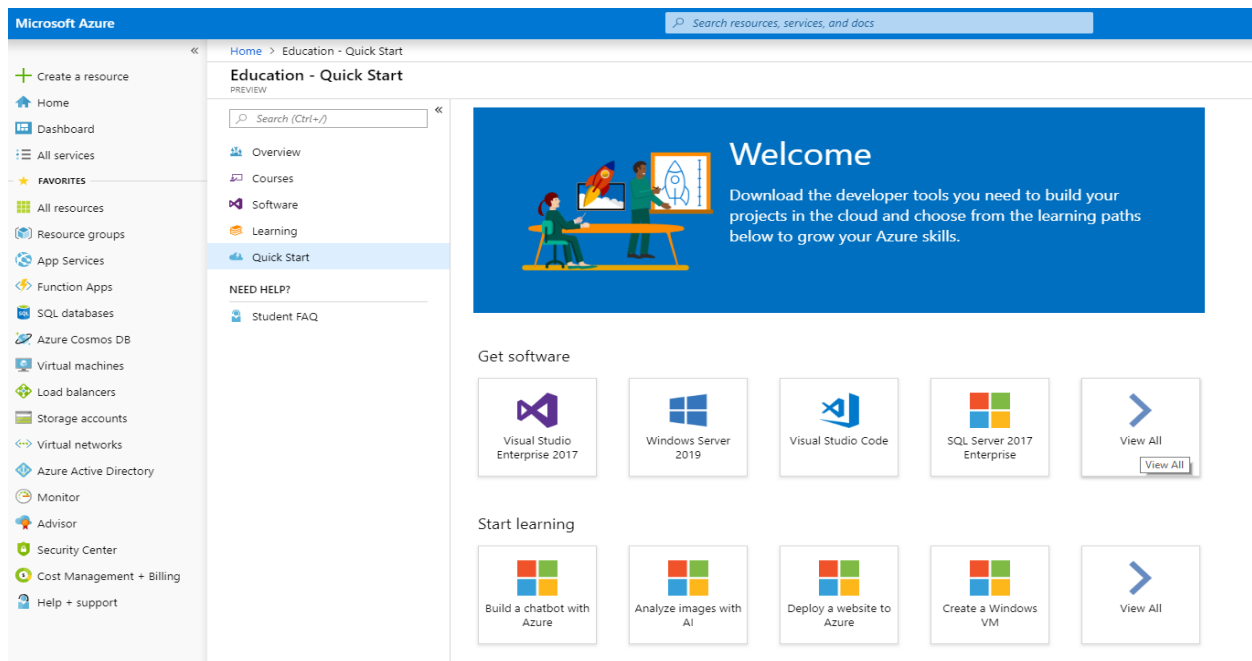 Microsoft Azure
Search resources, services, and docs
«
Create a resource
Home
Dashboard
All services
FAVORITES
All resources
Resource groups
App Services
Function Apps
SQL databases
Azure Cosmos DB
Virtual machines
Load balancers
Storage accounts
Virtual networks
Azure Active Directory
Monitor
Advisor
Security Center
Cost Management + Billing
Help + support
Home > Education - Quick Start
Education - Quick Start
PREVIEW
Search (Ctrl+/)
«
Overview
Courses
Software
Learning
Quick Start
NEED HELP?
Student FAQ
Welcome
Download the developer tools you need to build your
projects in the cloud and choose from the learning paths
below to grow your Azure skills.
Get software
Visual Studio
Enterprise 2017
Windows Server
2019
Visual Studio Code
SQL Server 2017
Enterprise
View All
View All
Start learning
Build a chatbot with
Azure
Analyze images with
AI
Deploy a website to
Azure
Create a Windows
VM
View All